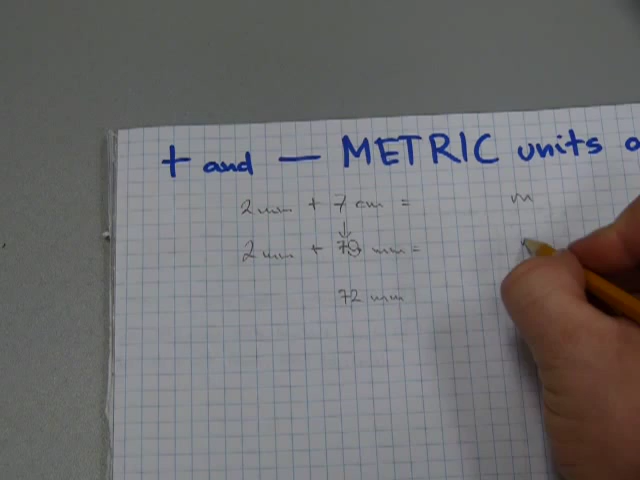 + and — METRIC units
2 mm + 7 cm = m
↓
2 mm + 70 mm =
72 mm